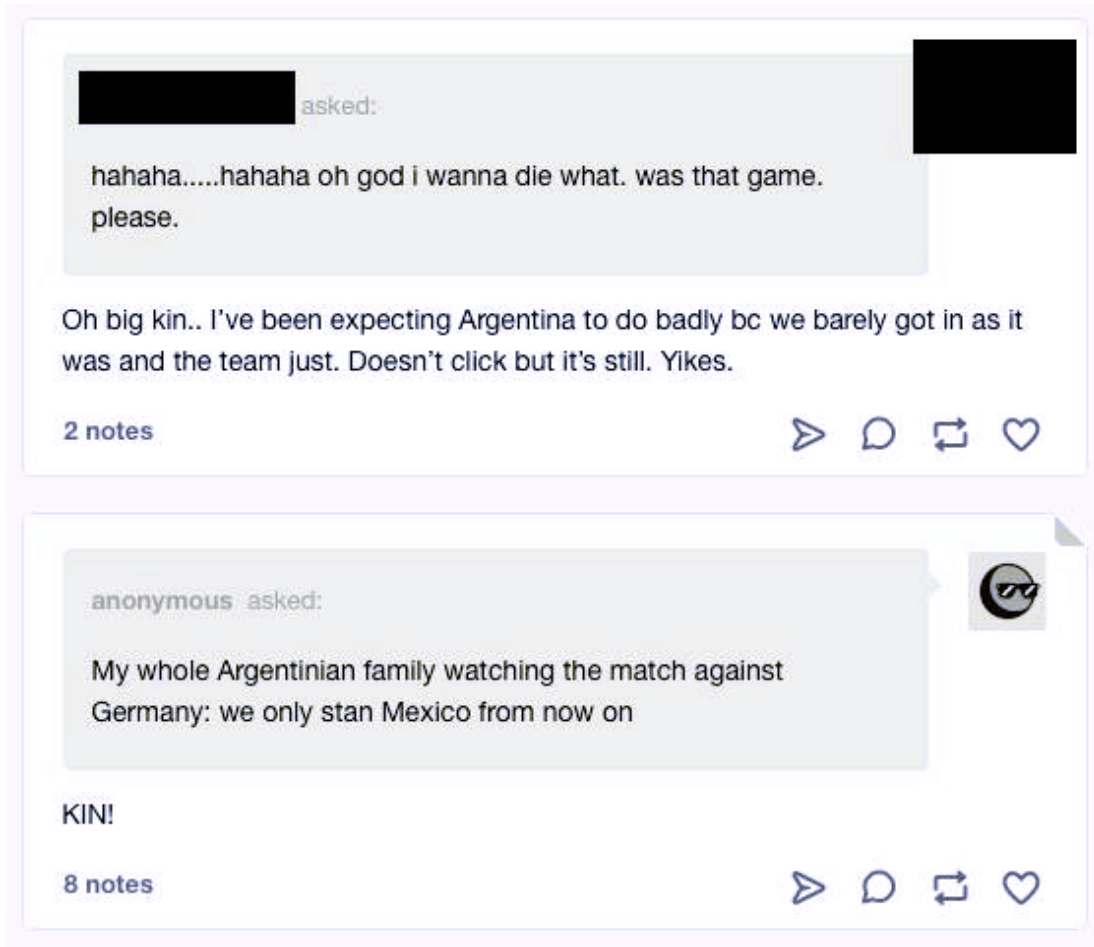 asked:
hahaha.....hahaha oh god i wanna die what. was that game.
please.
Oh big kin.. I've been expecting Argentina to do badly bc we barely got in as it
was and the team just. Doesn't click but it's still. Yikes.
2 notes
anonymous asked:
My whole Argentinian family watching the match against
Germany: we only stan Mexico from now on
KIN!
8 notes